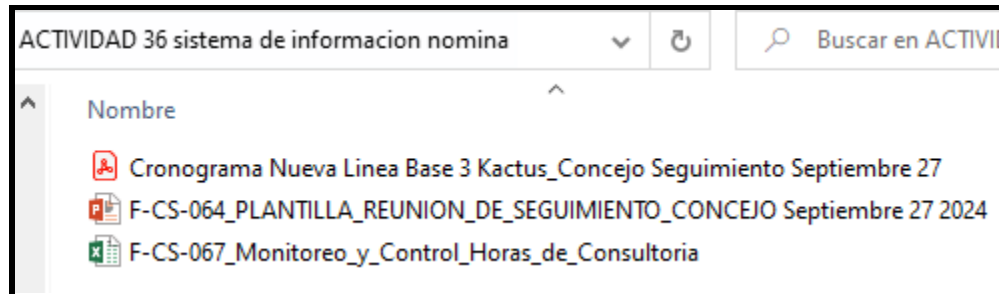 ACTIVIDAD 36 sistema de informacion nomina
Buscar en ACTIVI
Nombre
Cronograma Nueva Linea Base 3 Kactus_Concejo Seguimiento Septiembre 27
F-CS-064_PLANTILLA_REUNION_DE_SEGUIMIENTO_CONCEJO Septiembre 27 2024
F-CS-067_Monitoreo_y_Control_Horas_de_Consultoria